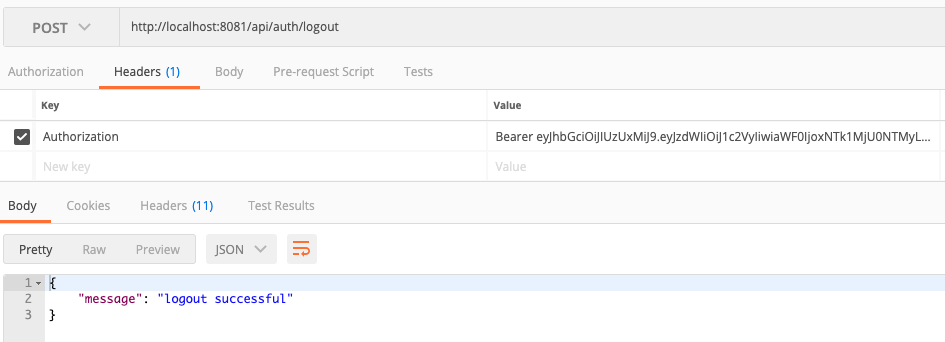 POST http://localhost:8081/api/auth/logout
Authorization Headers (1) Body Pre-request Script Tests
Key Value
Authorization Bearer eyJhbGciOiJIUzUxMiJ9.eyJzdWIiOiJ1c2VyIiwiaWF0IjoxNTk1MjU0NTMyL...
New key Value
Body Cookies Headers (11) Test Results
Pretty Raw Preview JSON
1 {
2 "message": "logout successful"
3 }